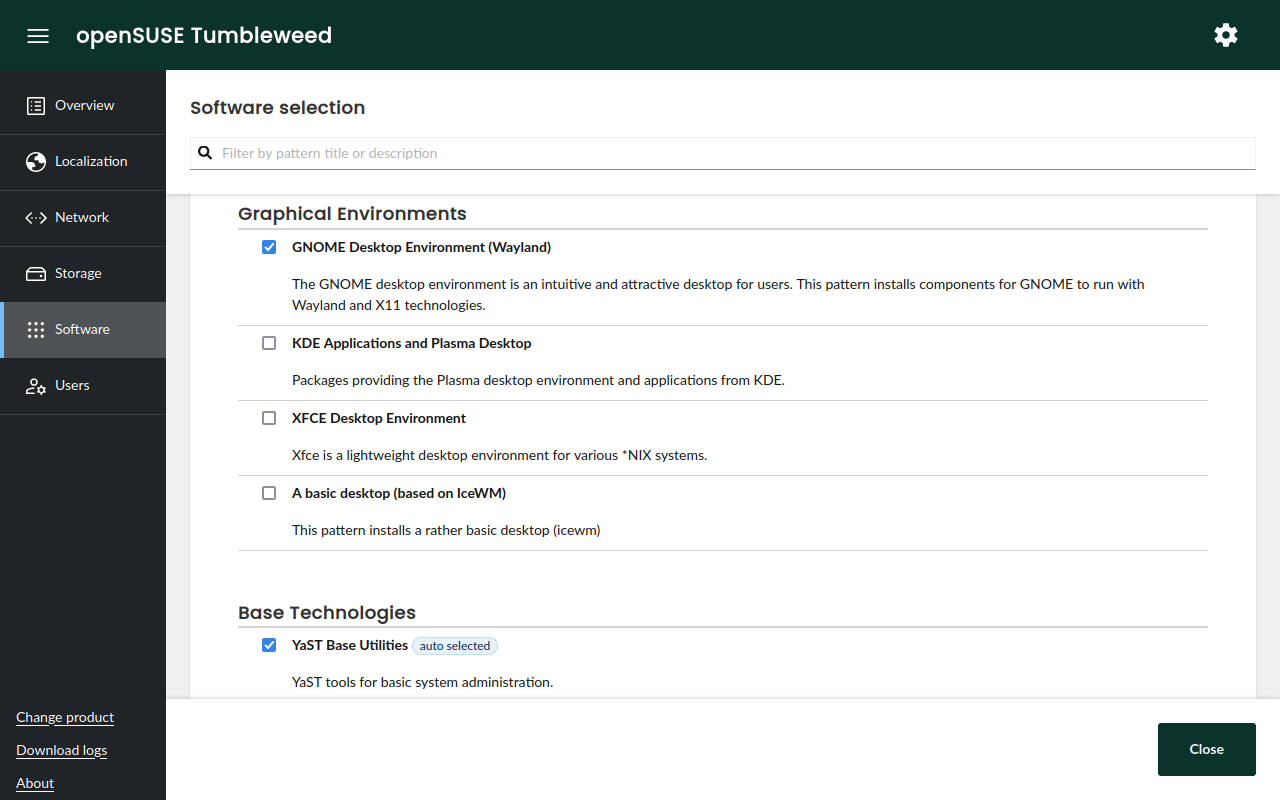 openSUSE Tumbleweed
Overview
Localization
Network
Storage
Software
Users
Change product
Download logs
About
Software selection
Filter by pattern title or description
Graphical Environments
GNOME Desktop Environment (Wayland)
The GNOME desktop environment is an intuitive and attractive desktop for users. This pattern installs components for GNOME to run with
Wayland and X11 technologies.
KDE Applications and Plasma Desktop
Packages providing the Plasma desktop environment and applications from KDE.
XFCE Desktop Environment
Xfce is a lightweight desktop environment for various *NIX systems.
A basic desktop (based on IceWM)
This pattern installs a rather basic desktop (icewm)
Base Technologies
YaST Base Utilities auto selected
YaST tools for basic system administration.
Close